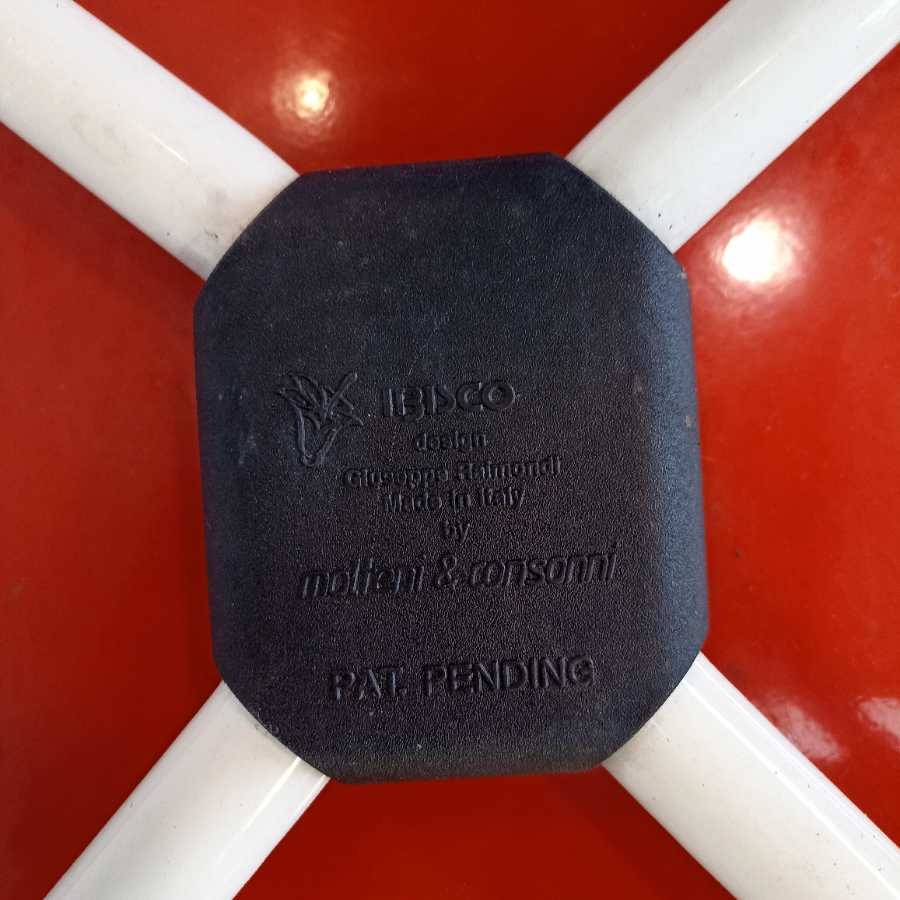 IBISCO
design
Giuseppe Raimondi
Made in Italy
by
molteni & consonni
PAT. PENDING